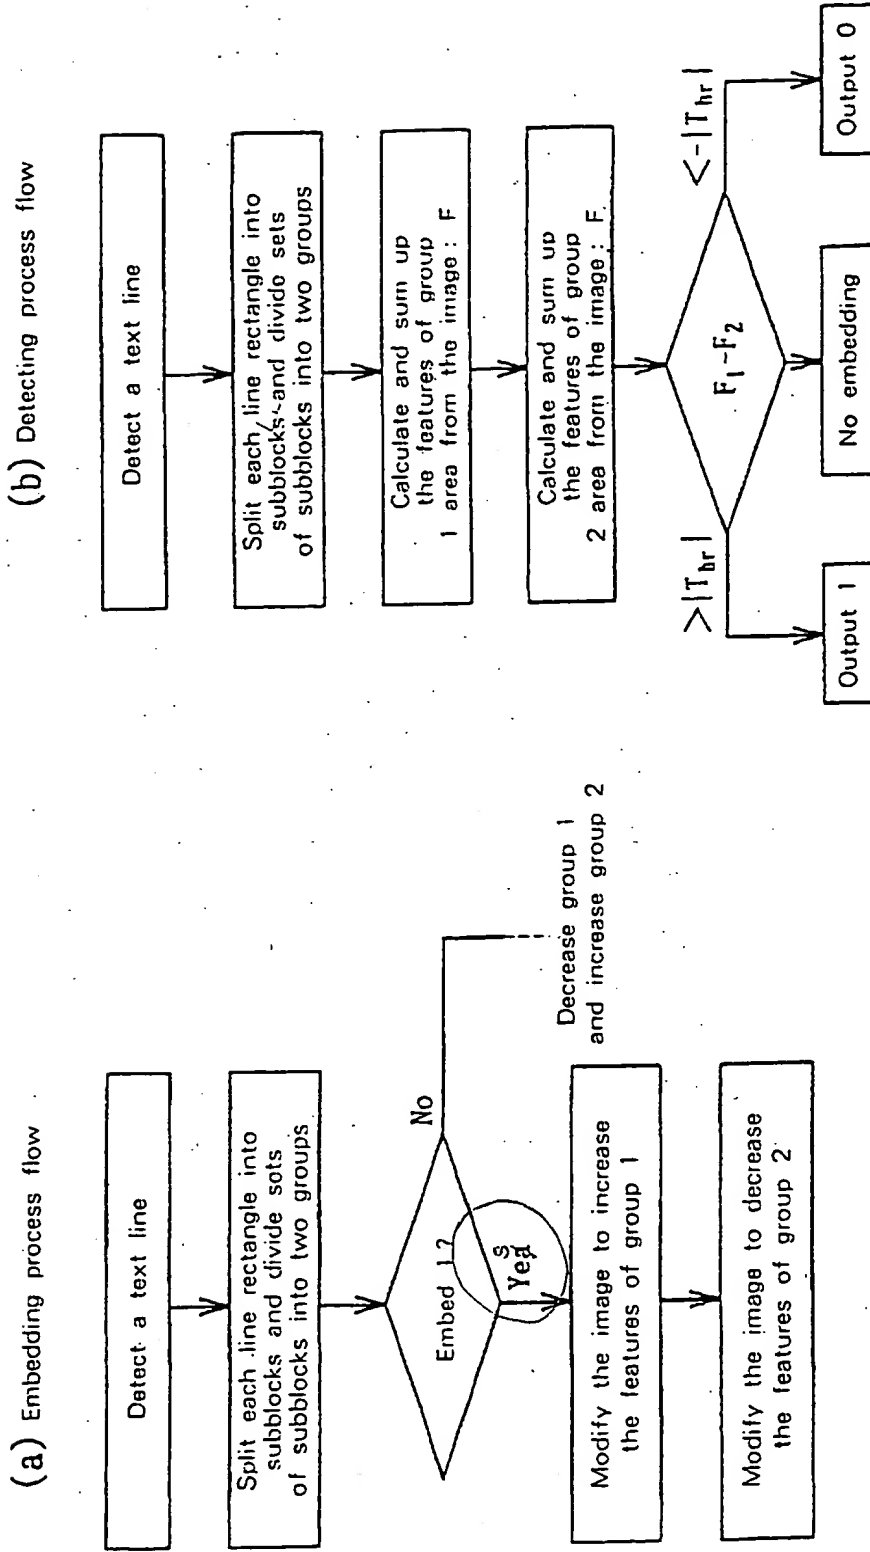 (a) Embedding process flow
Detect a text line
Split each line rectangle into
subblocks and divide sets
of subblocks into two groups
Embed 1?
No
Yes
Decrease group 1
and increase group 2
Modify the image to increase
the features of group 1
Modify the image to decrease
the features of group 2
(b) Detecting process flow
Detect a text line
Split each line rectangle into
subblocks and divide sets
of subblocks into two groups
Calculate and sum up
the features of group
1 area from the image : F
Calculate and sum up
the features of group
2 area from the image : F
F1-F2
>|Thr|
<-|Thr|
Output 1
No embedding
Output 0